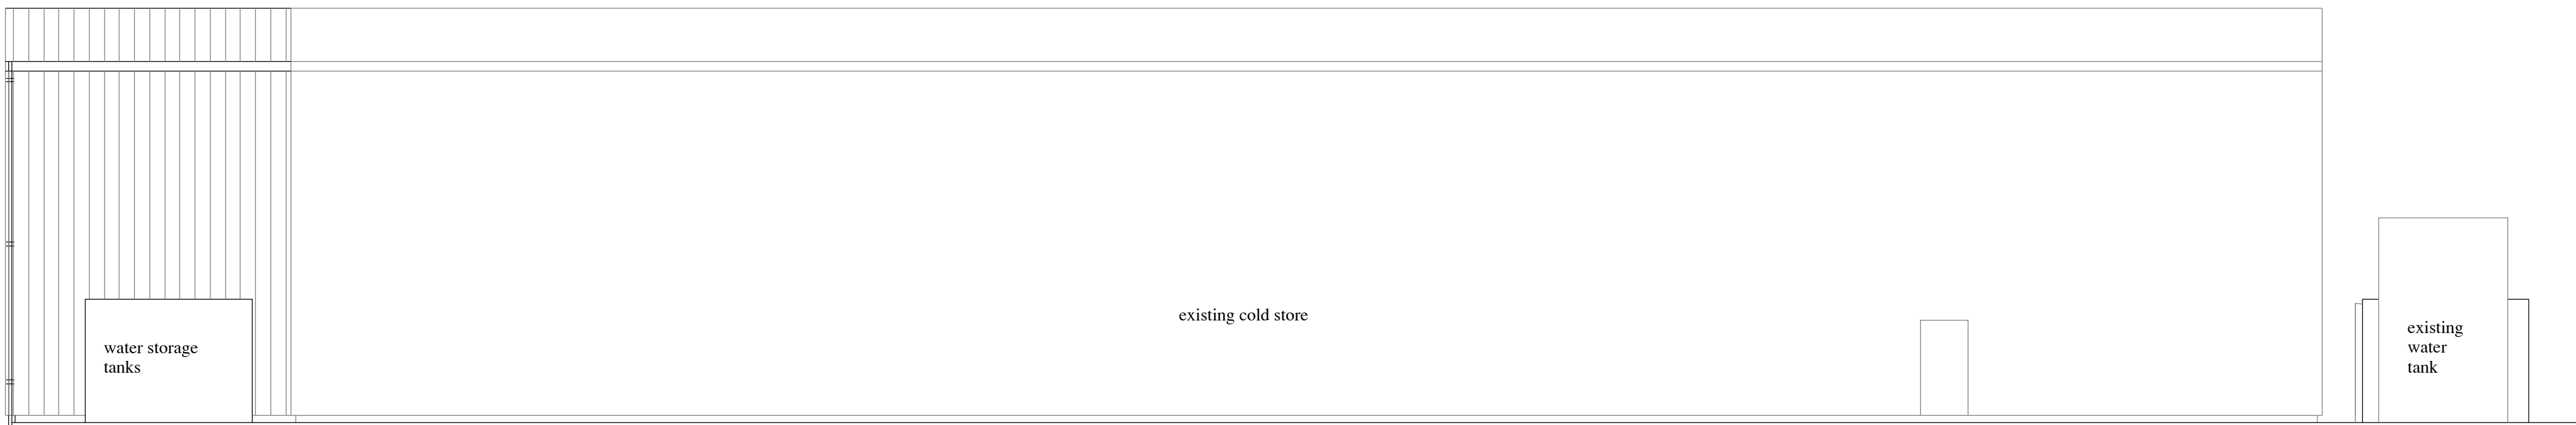 water storage
tanks
existing cold store
existing
water
tank